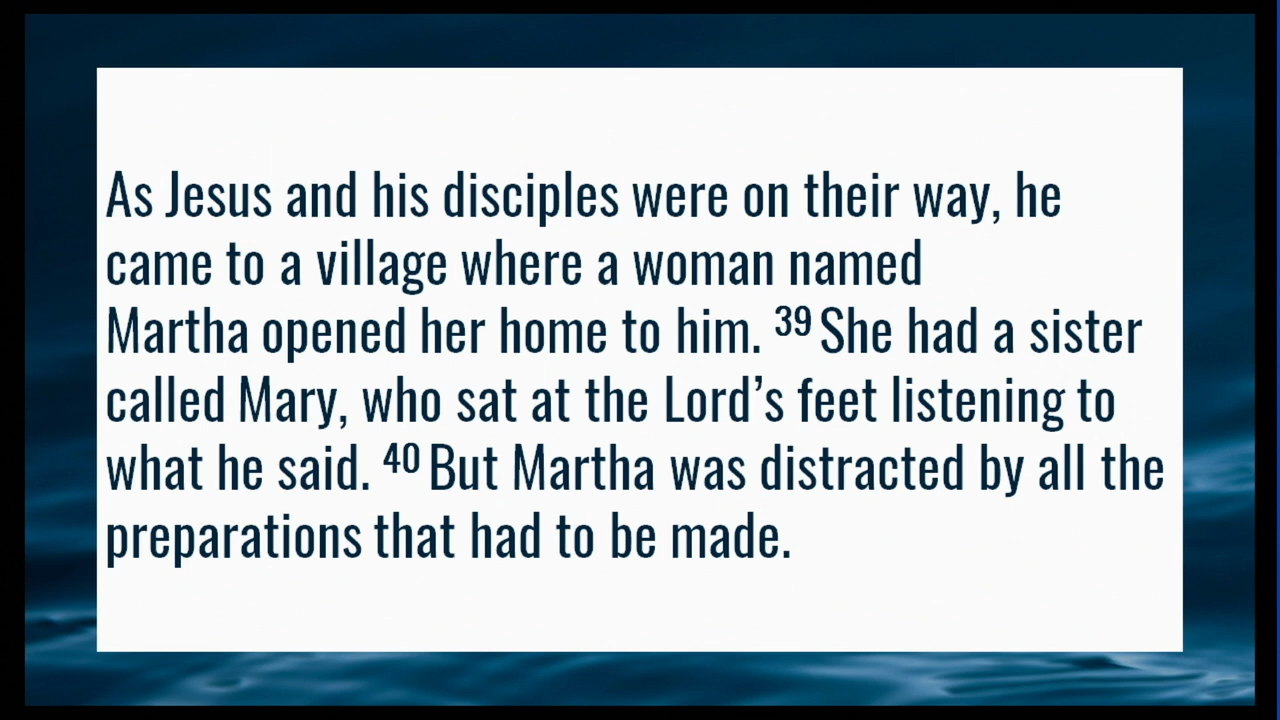 As Jesus and his disciples were on their way, he
came to a village where a woman named
Martha opened her home to him. 39 She had a sister
called Mary, who sat at the Lord’s feet listening to
what he said. 40 But Martha was distracted by all the
preparations that had to be made.